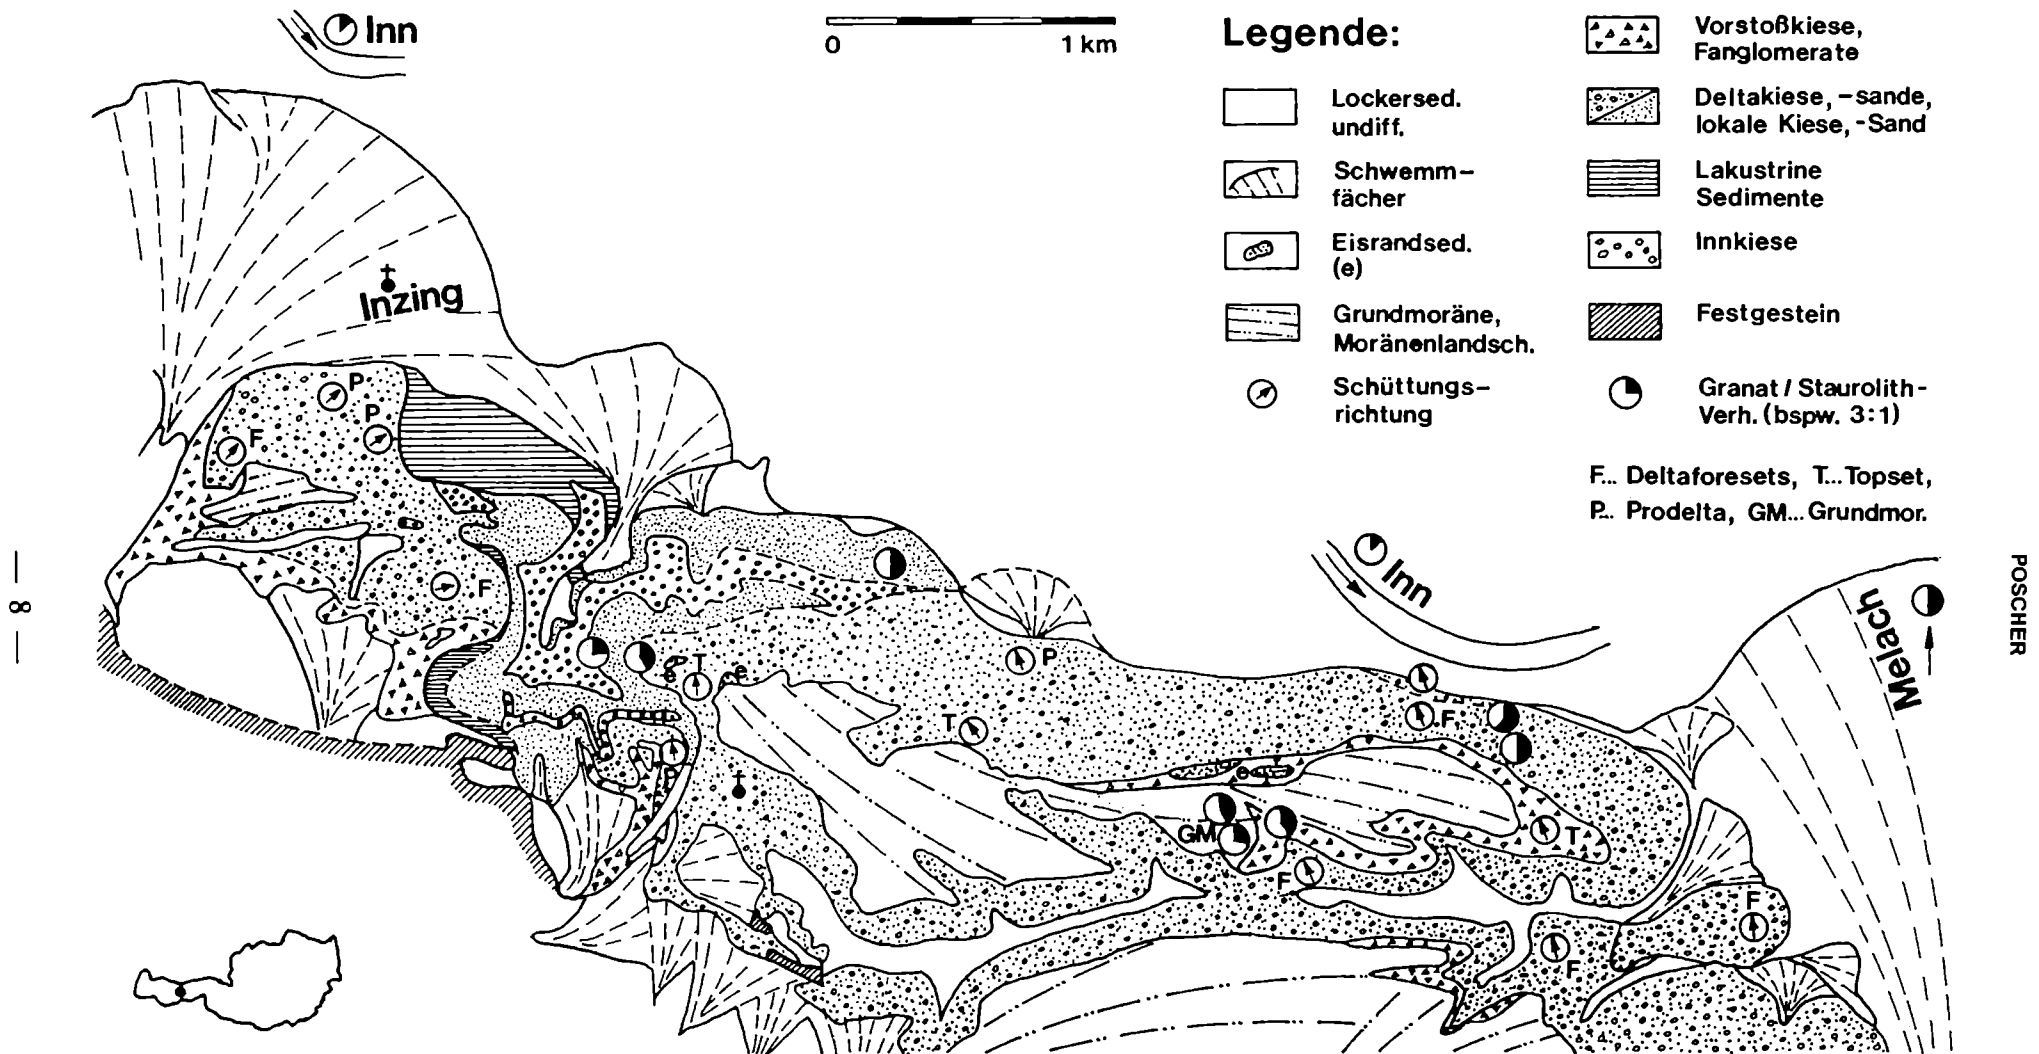 Inn
0 1 km
Legende:
Lockersed.
undiff.
Schwemm–
fächer
Eisrandsed.
(e)
Grundmoräne,
Moränenlandsch.
Schüttungs–
richtung
Vorstoßkiese,
Fanglomerate
Deltakiese, –sande,
lokale Kiese, -Sand
Lakustrine
Sedimente
Innkiese
Festgestein
Granat / Staurolith-
Verh. (bspw. 3:1)
F... Deltaforesets, T...Topset,
P... Prodelta, GM...Grundmor.
Inzing
P
P
F
F
T
e
e
P
P
T
F
e
GM
F
T
F
F
Inn
Melach
— 8 —
POSCHER